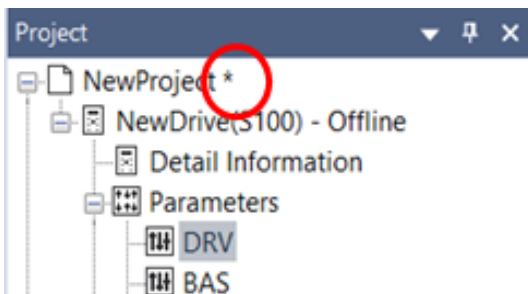 Project
NewProject *
NewDrive(S100) - Offline
Detail Information
Parameters
DRV
BAS